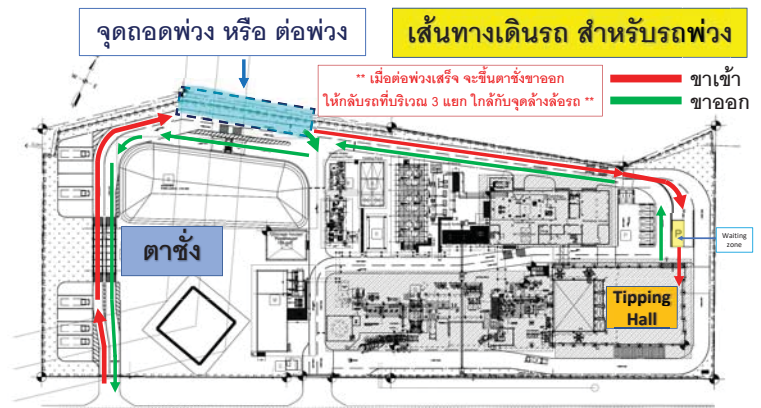 จุดถอดพ่วง หรือ ต่อพ่วง
เส้นทางเดินรถ สำหรับรถพ่วง
** เมื่อต่อพ่วงเสร็จ จะขึ้นตาชั่งขาออก
ให้กลับรถที่บริเวณ 3 แยก ใกล้กับจุดล้างล้อรถ **
ขาเข้า
ขาออก
ตาชั่ง
P
Waiting
zone
Tipping
Hall